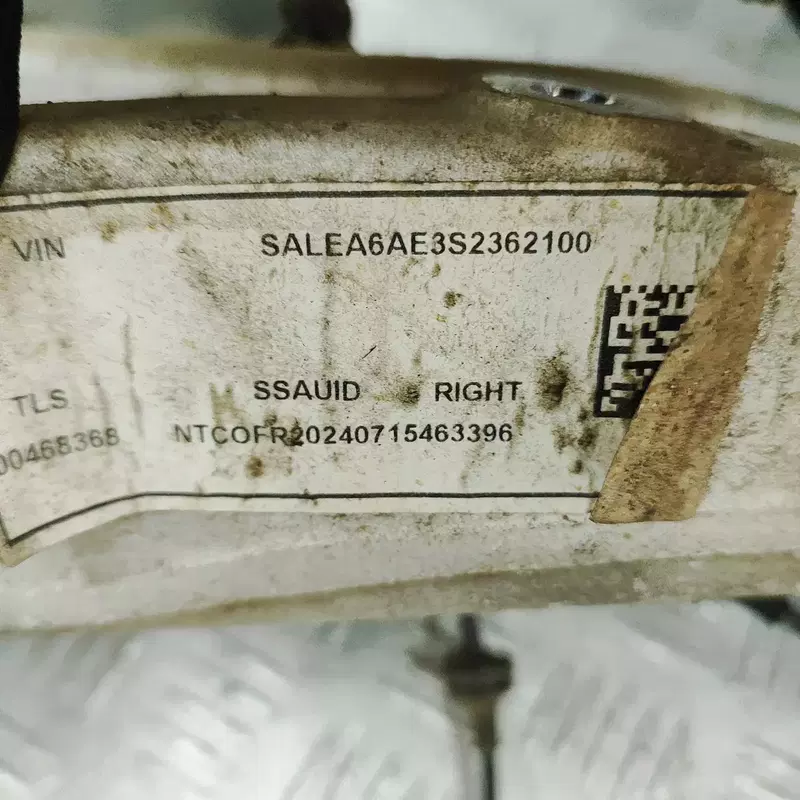 VIN SALEA6AE3S2362100
TLS SSAUID RIGHT
00468368 NTCOFR20240715463396